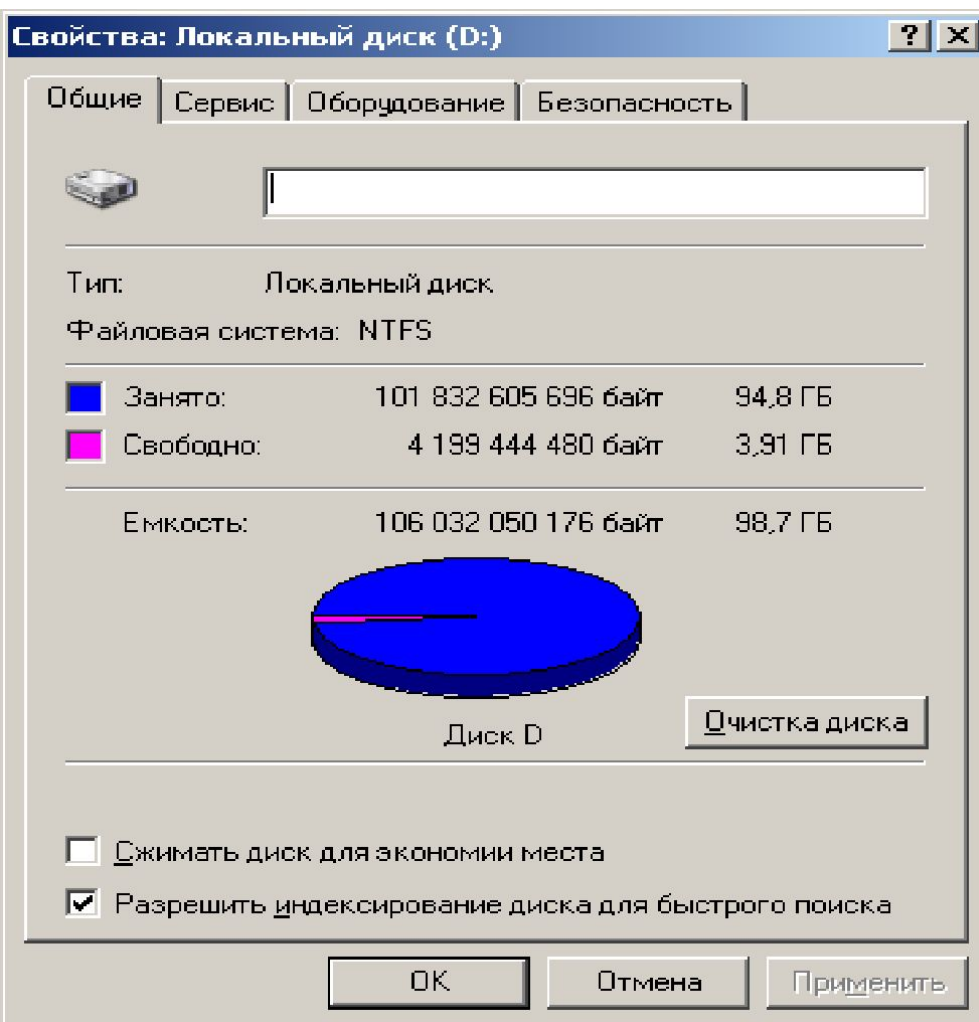 Свойства: Локальный диск (D:)
Общие Сервис Оборудование Безопасность
Тип: Локальный диск
Файловая система: NTFS
Занято: 101 832 605 696 байт 94,8 ГБ
Свободно: 4 199 444 480 байт 3,91 ГБ
Емкость: 106 032 050 176 байт 98,7 ГБ
Диск D
Очистка диска
Сжимать диск для экономии места
Разрешить индексирование диска для быстрого поиска
OK Отмена Применить